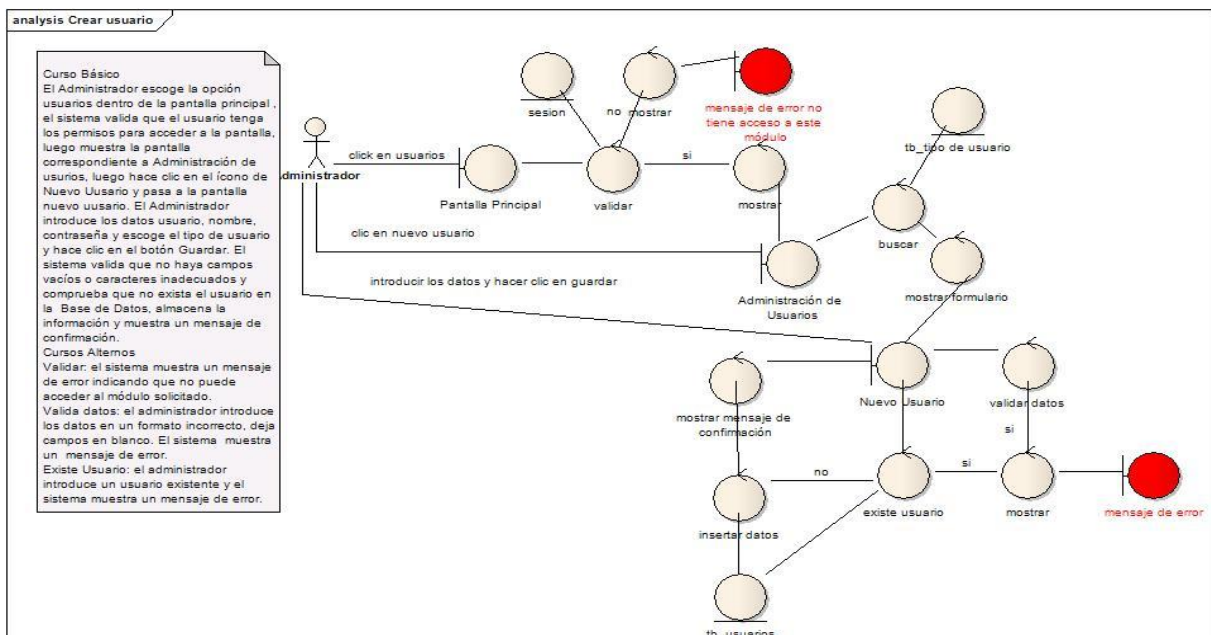 analysis Crear usuario
Curso Básico
El Administrador escoge la opción
usuarios dentro de la pantalla principal ,
el sistema valida que el usuario tenga
los permisos para acceder a la pantalla,
luego muestra la pantalla
correspondiente a Administración de
usurios, luego hace clic en el ícono de
Nuevo Uusario y pasa a la pantalla
nuevo uusario. El Administrador
introduce los datos usuario, nombre,
contraseña y escoge el tipo de usuario
y hace clic en el botón Guardar. El
sistema valida que no haya campos
vacíos o caracteres inadecuados y
comprueba que no exista el usuario en
la Base de Datos, almacena la
información y muestra un mensaje de
confirmación.
Cursos Alternos
Validar: el sistema muestra un mensaje
de error indicando que no puede
acceder al módulo solicitado.
Valida datos: el administrador introduce
los datos en un formato incorrecto, deja
campos en blanco. El sistema muestra
un mensaje de error.
Existe Usuario: el administrador
introduce un usuario existente y el
sistema muestra un mensaje de error.
Administrador
click en usuarios
Pantalla Principal
sesion
validar
no
mostrar
mensaje de error no
tiene acceso a este
módulo
si
mostrar
clic en nuevo usuario
Administración de
Usuarios
buscar
tb_tipo de usuario
mostrar formulario
introducir los datos y hacer clic en guardar
Nuevo Usuario
validar datos
mostrar mensaje de
confirmación
si
existe usuario
si
mostrar
mensaje de error
no
insertar datos
tb_usuarios